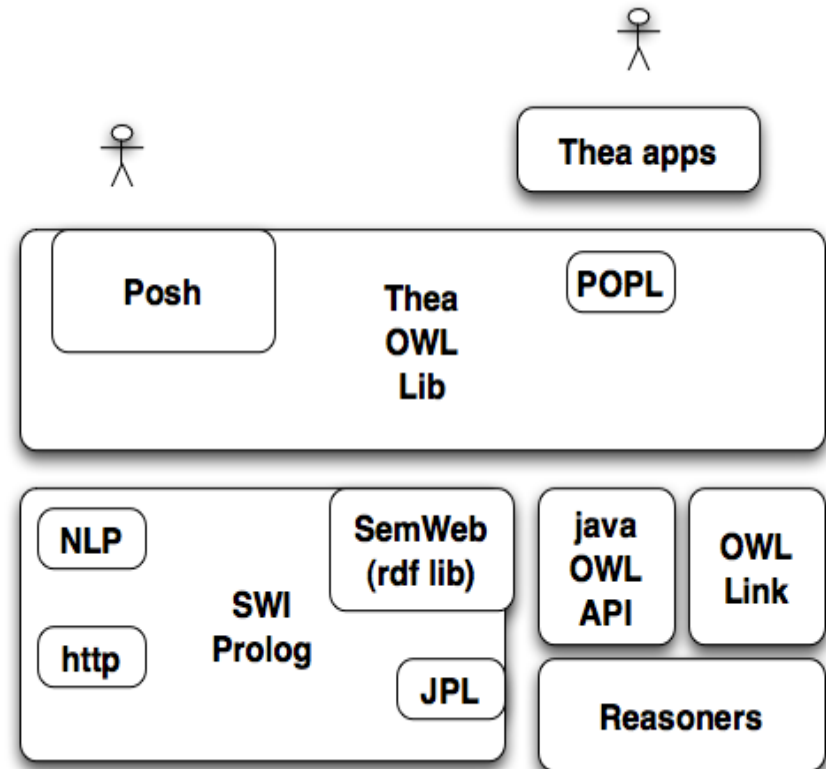 Thea apps
Posh
Thea
OWL
Lib
POPL
NLP
http
SWI
Prolog
SemWeb
(rdf lib)
JPL
java
OWL
API
OWL
Link
Reasoners